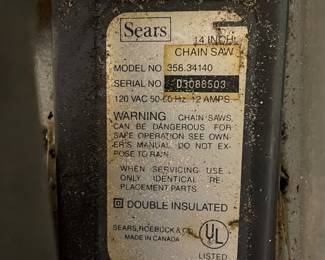 Sears
14 INCH
CHAIN SAW
MODEL NO. 358.34140
SERIAL NO. D3088503
120 VAC 50-60 Hz 12 AMPS
WARNING CHAIN SAWS
CAN BE DANGEROUS. FOR
SAFE OPERATION SEE OWN-
ER'S MANUAL. DO NOT EX-
POSE TO RAIN.
WHEN SERVICING USE
ONLY IDENTICAL RE-
PLACEMENT PARTS.
DOUBLE INSULATED
SEARS, ROEBUCK & CO.
MADE IN CANADA
UL
LISTED